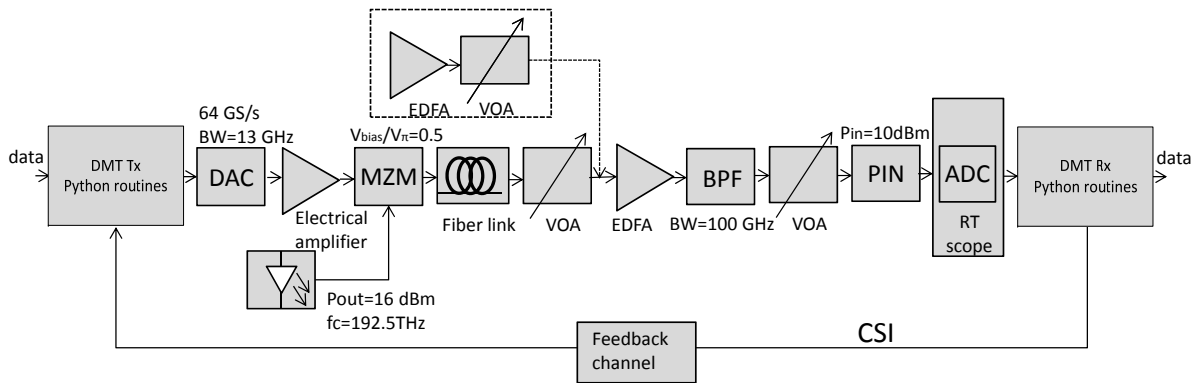 EDFA
VOA
64 GS/s
BW=13 GHz
Vbias/Vπ=0.5
Pin=10dBm
data
DMT Tx
Python routines
DAC
MZM
BPF
PIN
ADC
DMT Rx
Python routines
data
Electrical
amplifier
Fiber link
VOA
EDFA
BW=100 GHz
VOA
RT
scope
Pout=16 dBm
fc=192.5THz
Feedback
channel
CSI